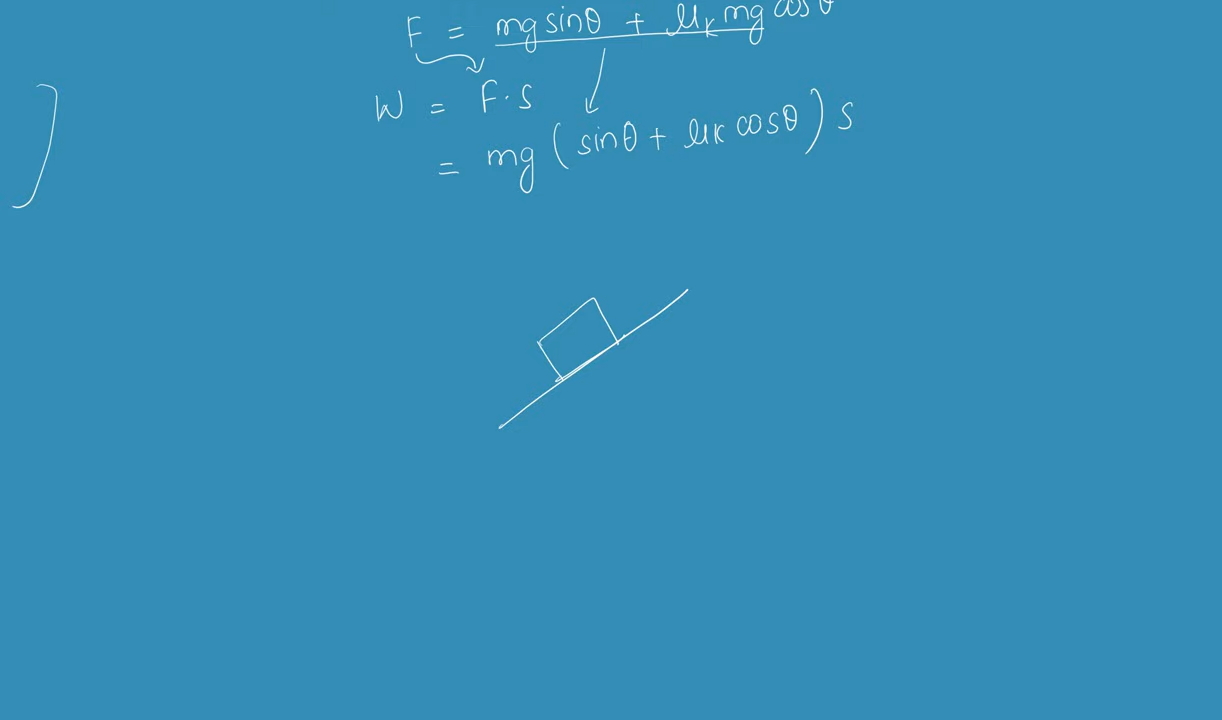 F = mg sinθ + μₖ mg cosθ
W = F·S
= mg (sinθ + μₖ cosθ) S